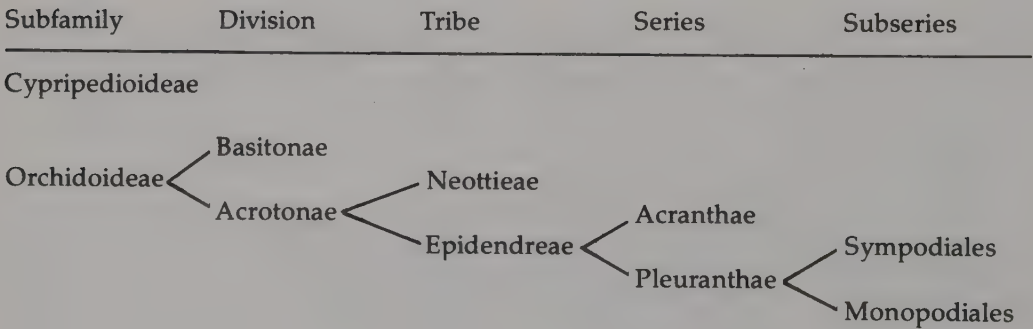 Subfamily Division Tribe Series Subseries
Cypripedioideae
Basitonae
Orchidoideae Neottieae
Acrotonae Acranthae
Epidendreae Sympodiales
Pleuranthae
Monopodiales